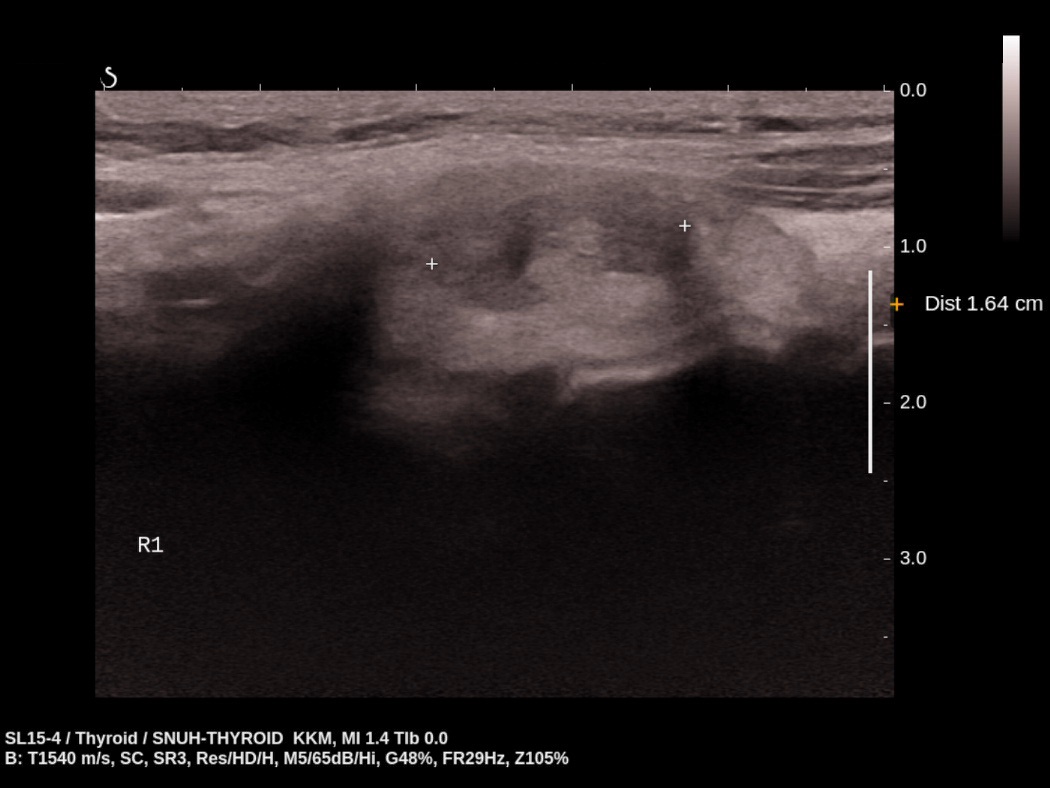 S
0.0
1.0
Dist 1.64 cm
2.0
3.0
R1
SL15-4 / Thyroid / SNUH-THYROID KKM, MI 1.4 TIb 0.0
B: T1540 m/s, SC, SR3, Res/HD/H, M5/65dB/Hi, G48%, FR29Hz, Z105%